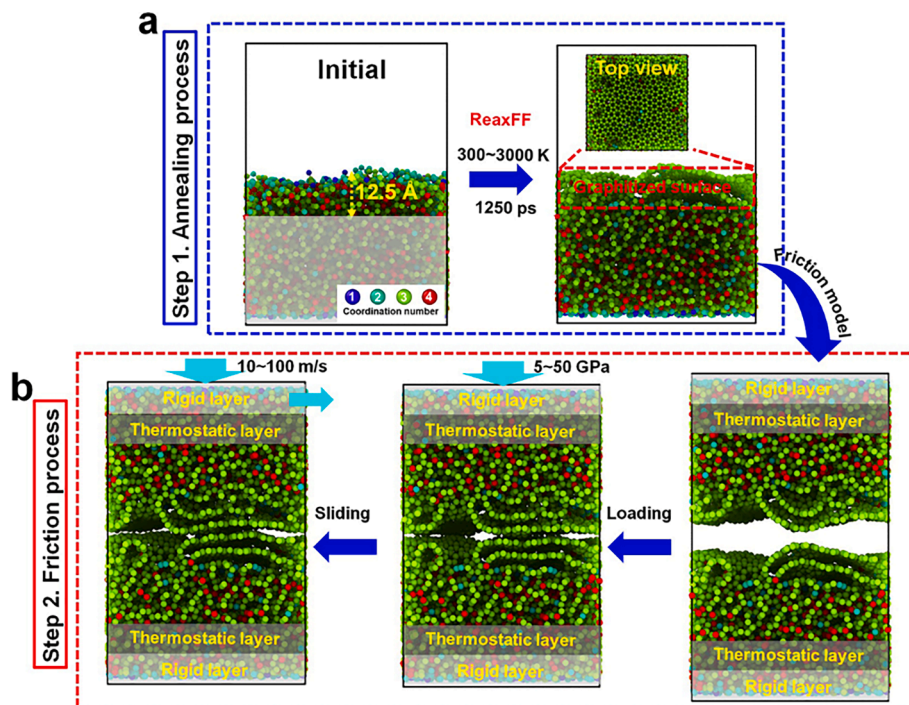 a
Step 1. Annealing process
Initial
12.5 Å
1 2 3 4
Coordination number
ReaxFF
300~3000 K
1250 ps
Top view
Graphitized surface
Friction model
b
Step 2. Friction process
10~100 m/s
Rigid layer
Thermostatic layer
Thermostatic layer
Rigid layer
Sliding
5~50 GPa
Rigid layer
Thermostatic layer
Thermostatic layer
Rigid layer
Loading
Rigid layer
Thermostatic layer
Thermostatic layer
Rigid layer